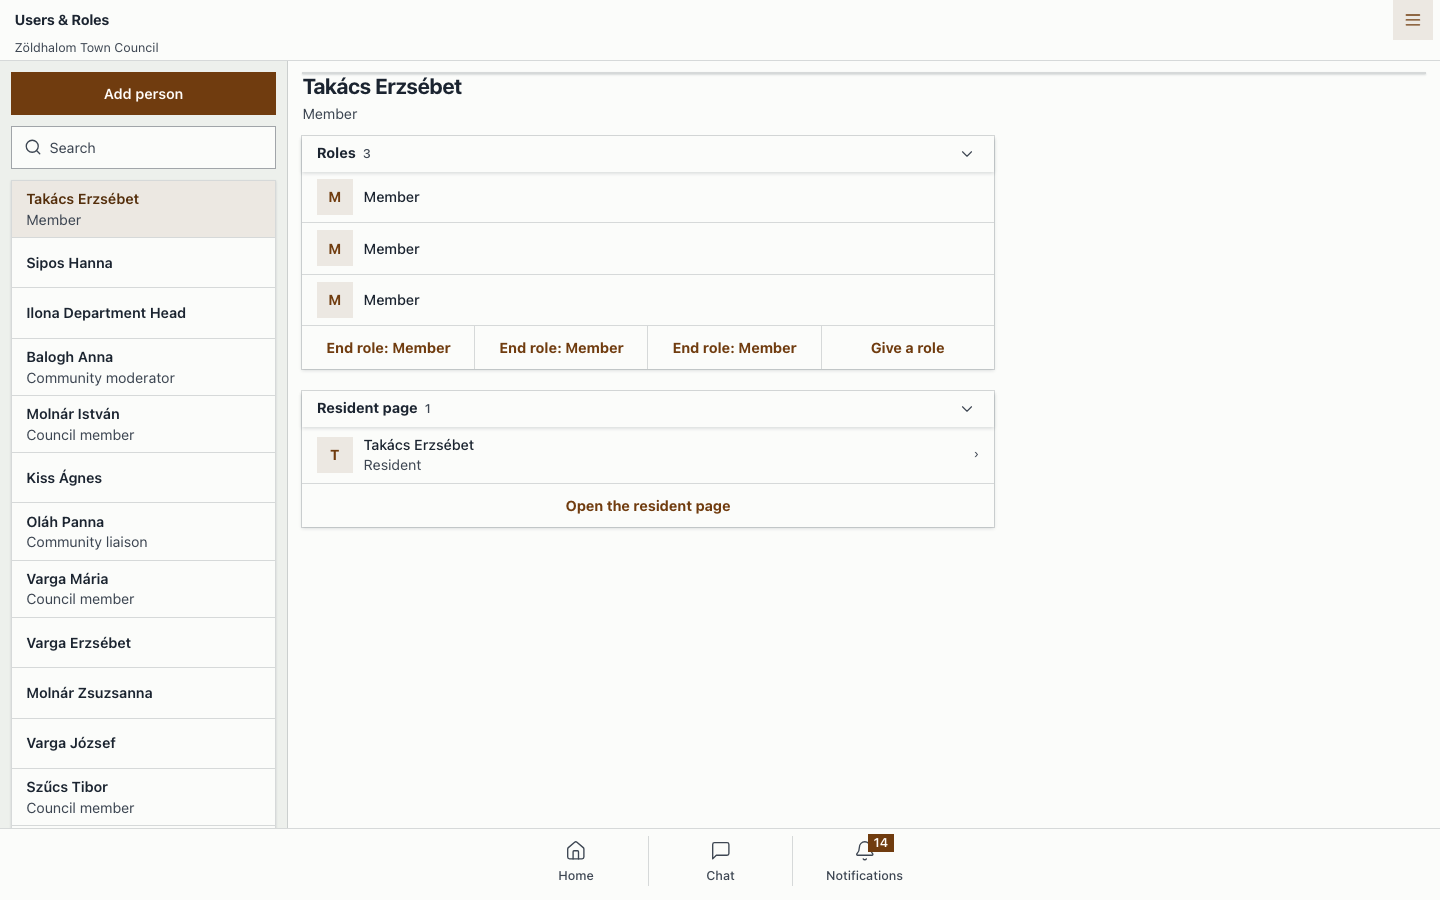 Users & Roles
Zöldhalom Town Council
Add person
Search
Takács Erzsébet
Member
Sipos Hanna
Ilona Department Head
Balogh Anna
Community moderator
Molnár István
Council member
Kiss Ágnes
Oláh Panna
Community liaison
Varga Mária
Council member
Varga Erzsébet
Molnár Zsuzsanna
Varga József
Szűcs Tibor
Council member
Takács Erzsébet
Member
Roles 3
M Member
M Member
M Member
End role: Member End role: Member End role: Member Give a role
Resident page 1
T Takács Erzsébet
Resident
Open the resident page
Home
Chat
14
Notifications